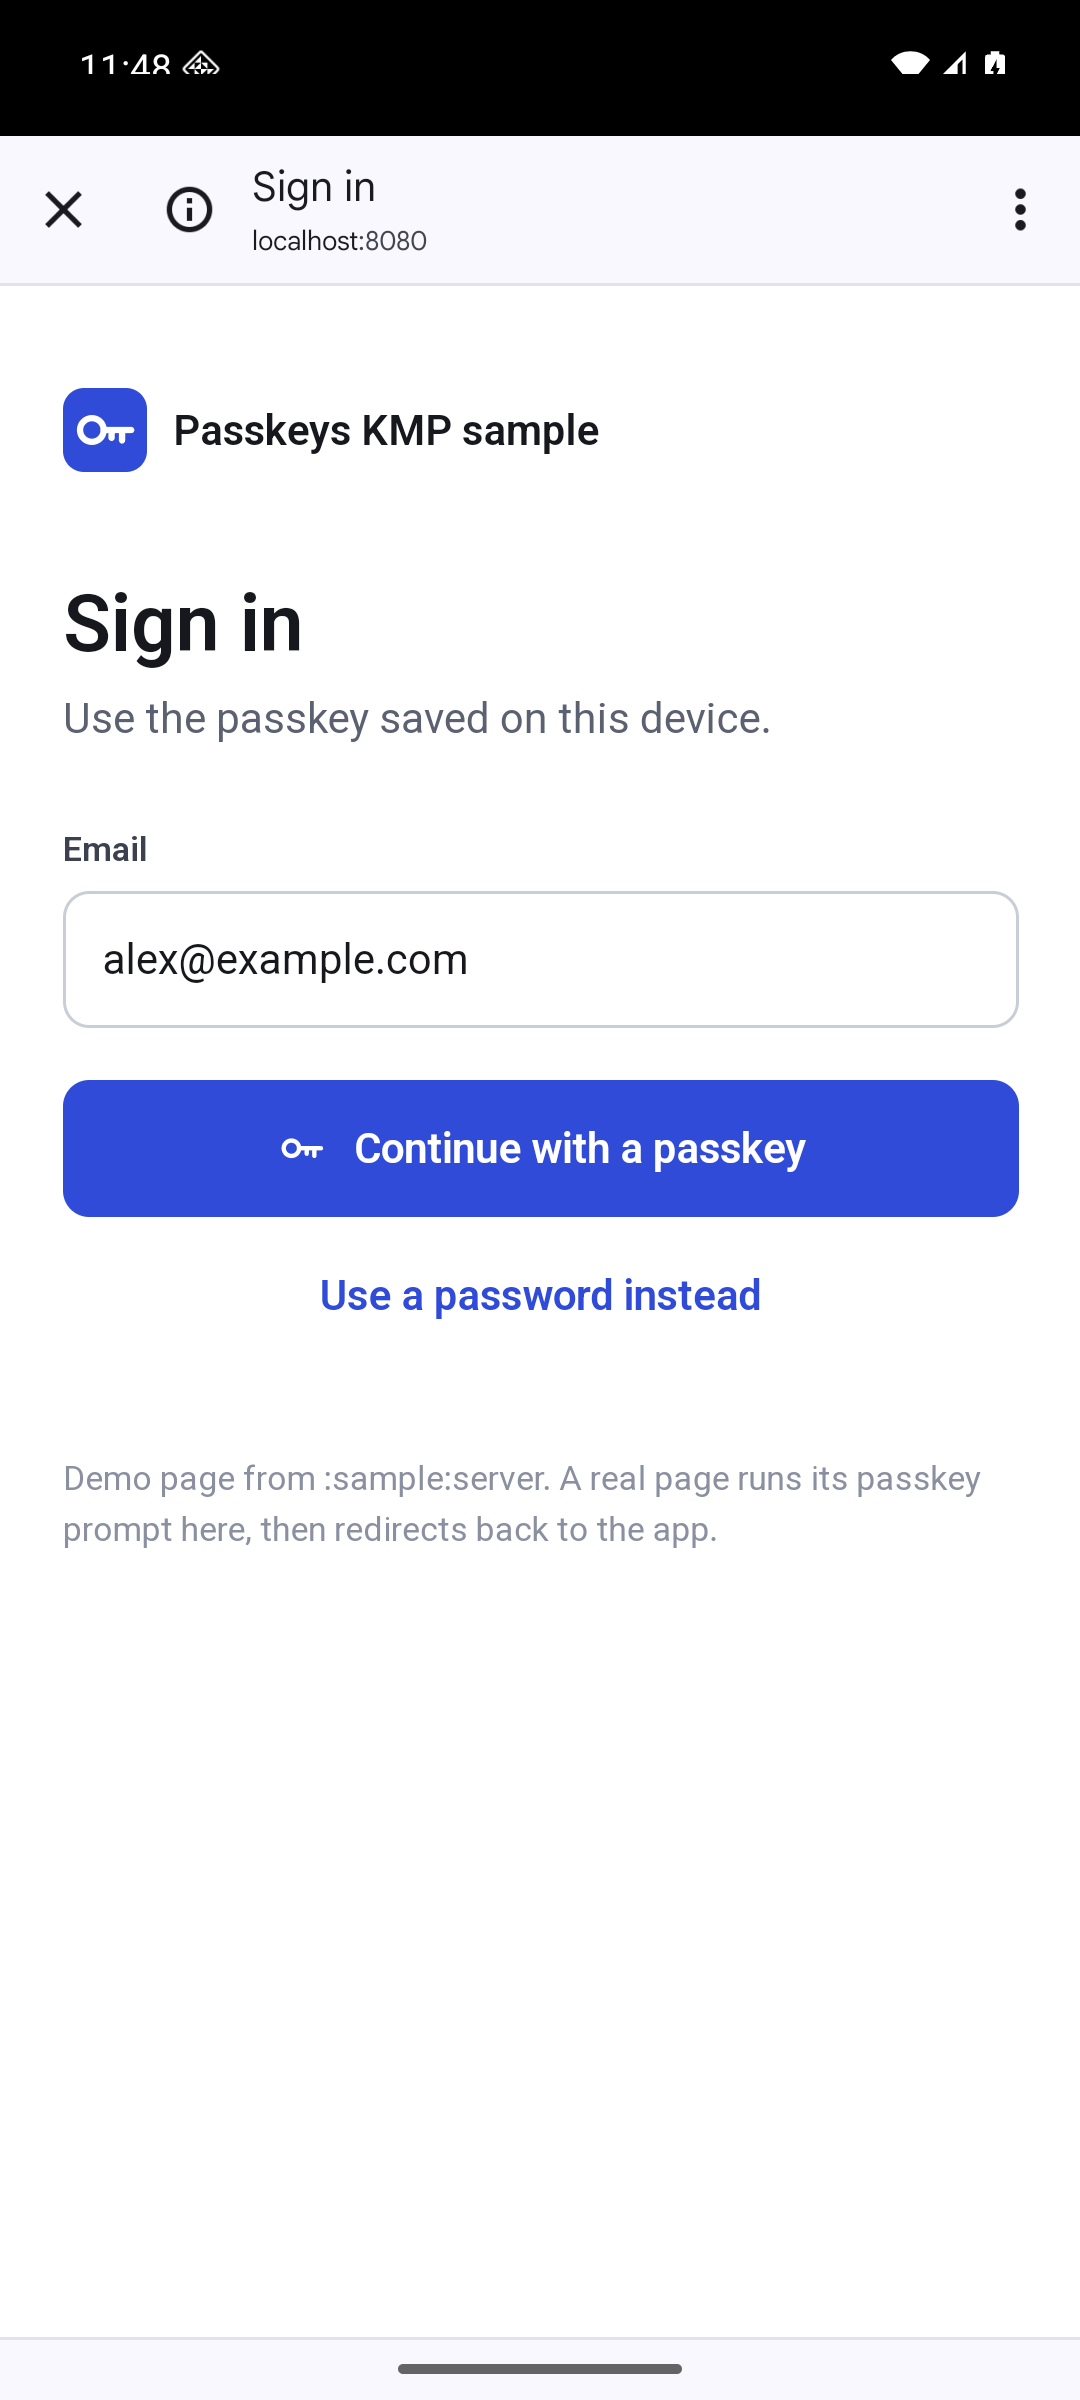 11:48
Sign in
localhost:8080
Passkeys KMP sample
Sign in
Use the passkey saved on this device.
Email
alex@example.com
Continue with a passkey
Use a password instead
Demo page from :sample:server. A real page runs its passkey
prompt here, then redirects back to the app.